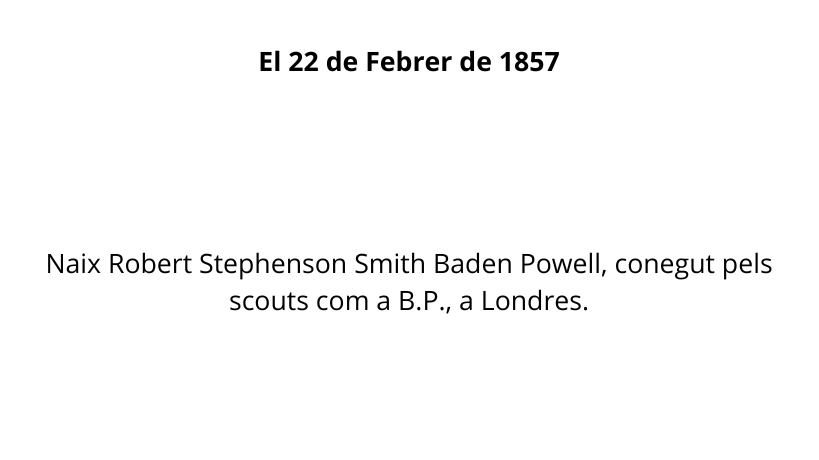 El 22 de Febrer de 1857
Naix Robert Stephenson Smith Baden Powell, conegut pels
scouts com a B.P., a Londres.